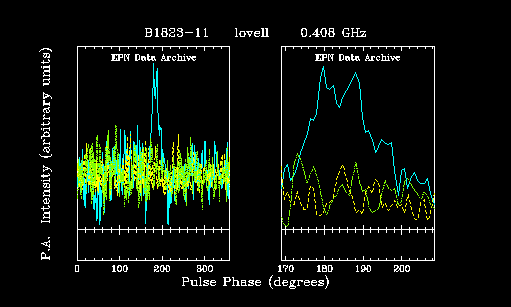 B1823-11 lovell 0.408 GHz
EPN Data Archive EPN Data Archive
P.A. Intensity (arbitrary units)
0 100 200 300 170 180 190 200
Pulse Phase (degrees)